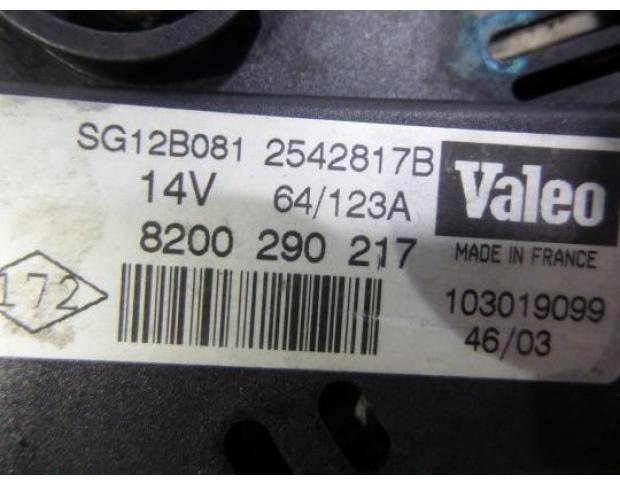 SG12B081 2542817B
14V 64/123A
8200 290 217
172
Valeo
MADE IN FRANCE
103019099
46/03